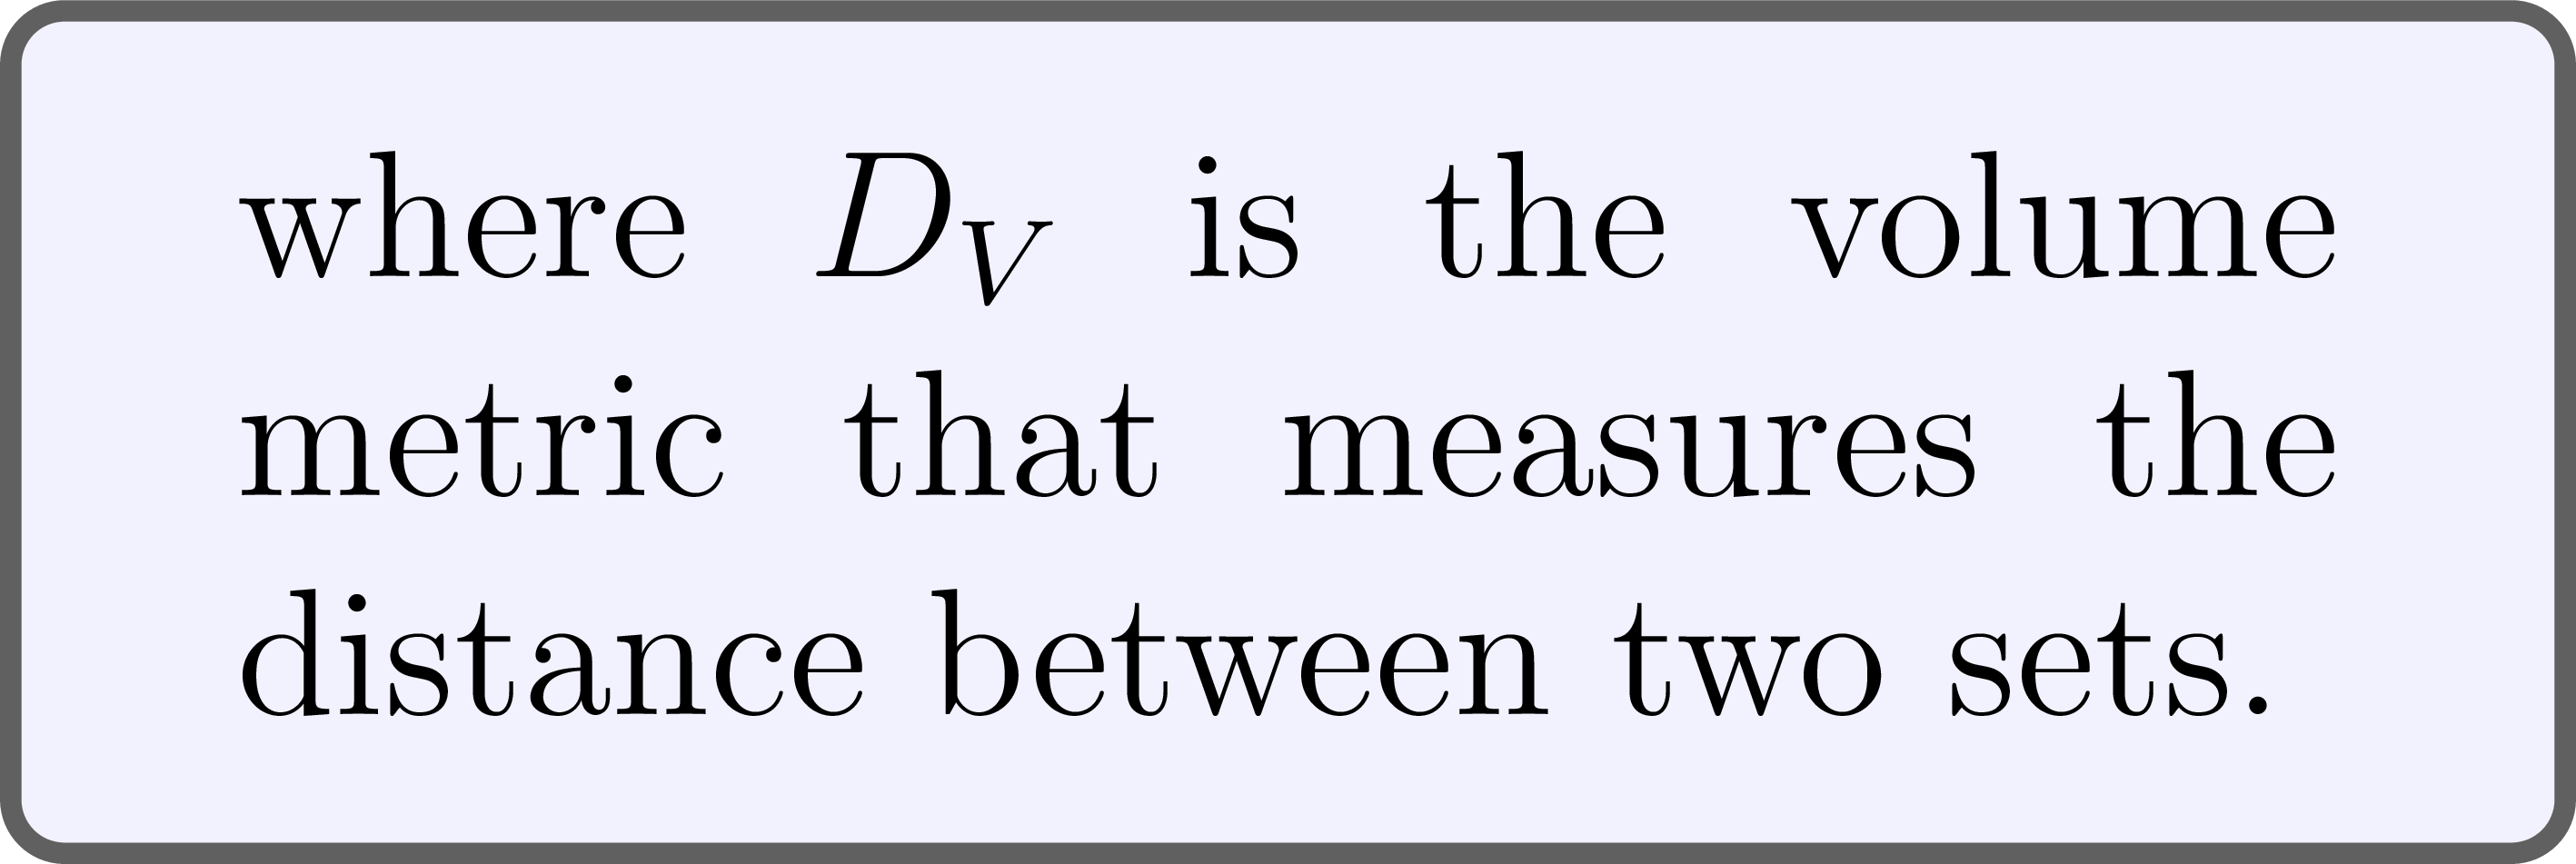 where $D_V$ is the volume
metric that measures the
distance between two sets.